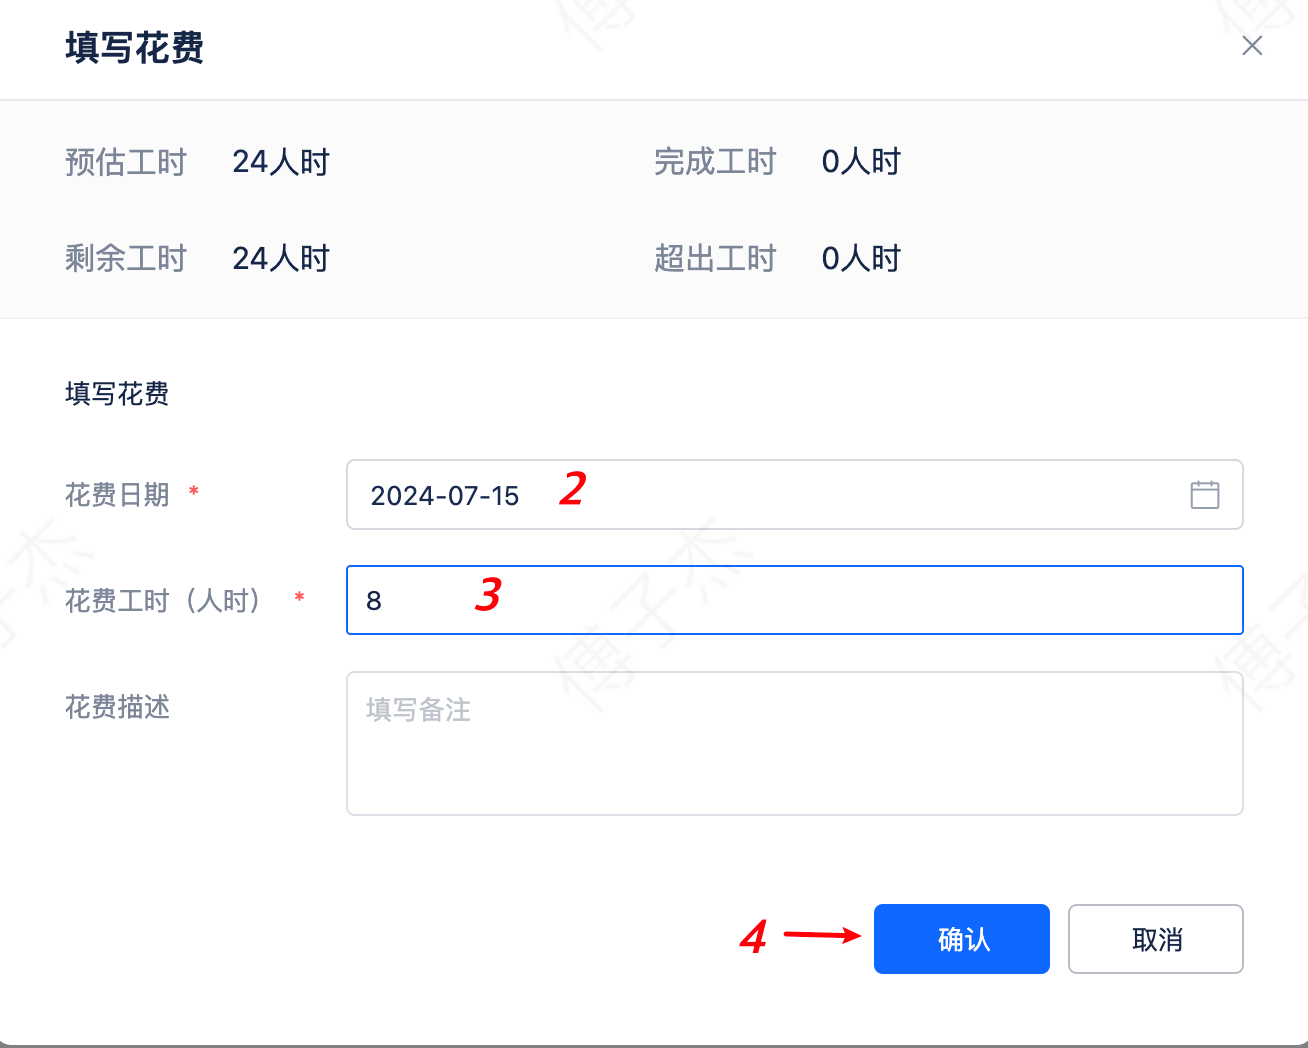 填写花费
预估工时 24人时 完成工时 0人时
剩余工时 24人时 超出工时 0人时
填写花费
花费日期 * 2024-07-15 2
花费工时（人时） * 8 3
花费描述 填写备注
4 确认 取消
傅子杰